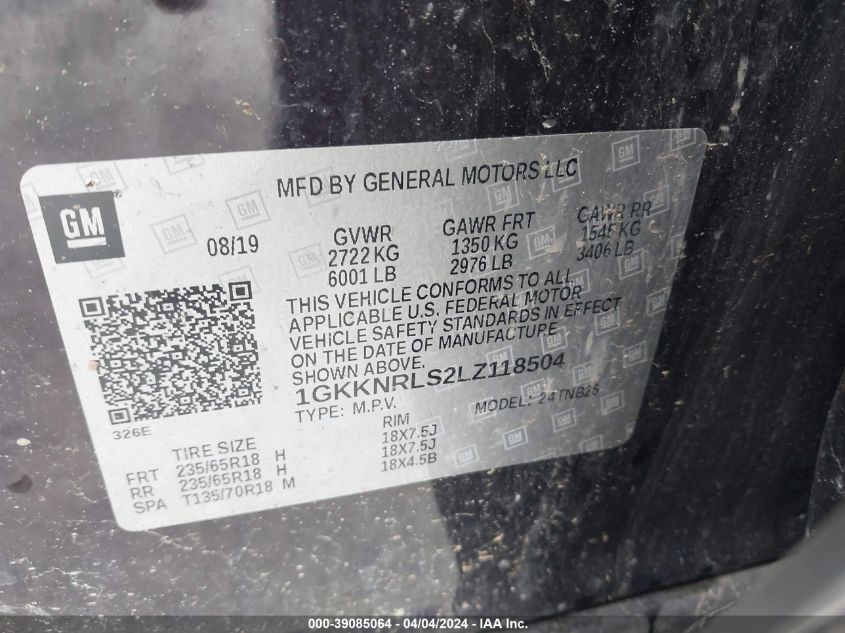 MFD BY GENERAL MOTORS LLC
GM
08/19
GVWR GAWR FRT GAWR RR
2722 KG 1350 KG 1545 KG
6001 LB 2976 LB 3406 LB
THIS VEHICLE CONFORMS TO ALL
APPLICABLE U.S. FEDERAL MOTOR
VEHICLE SAFETY STANDARDS IN EFFECT
ON THE DATE OF MANUFACTURE
SHOWN ABOVE.
1GKKNRLS2LZ118504
TYPE: M.P.V. MODEL: 24TNB26
326E
TIRE SIZE RIM
FRT 235/65R18 H 18X7.5J
RR 235/65R18 H 18X7.5J
SPA T135/70R18 M 18X4.5B
000-39085064 - 04/04/2024 - IAAI Inc.